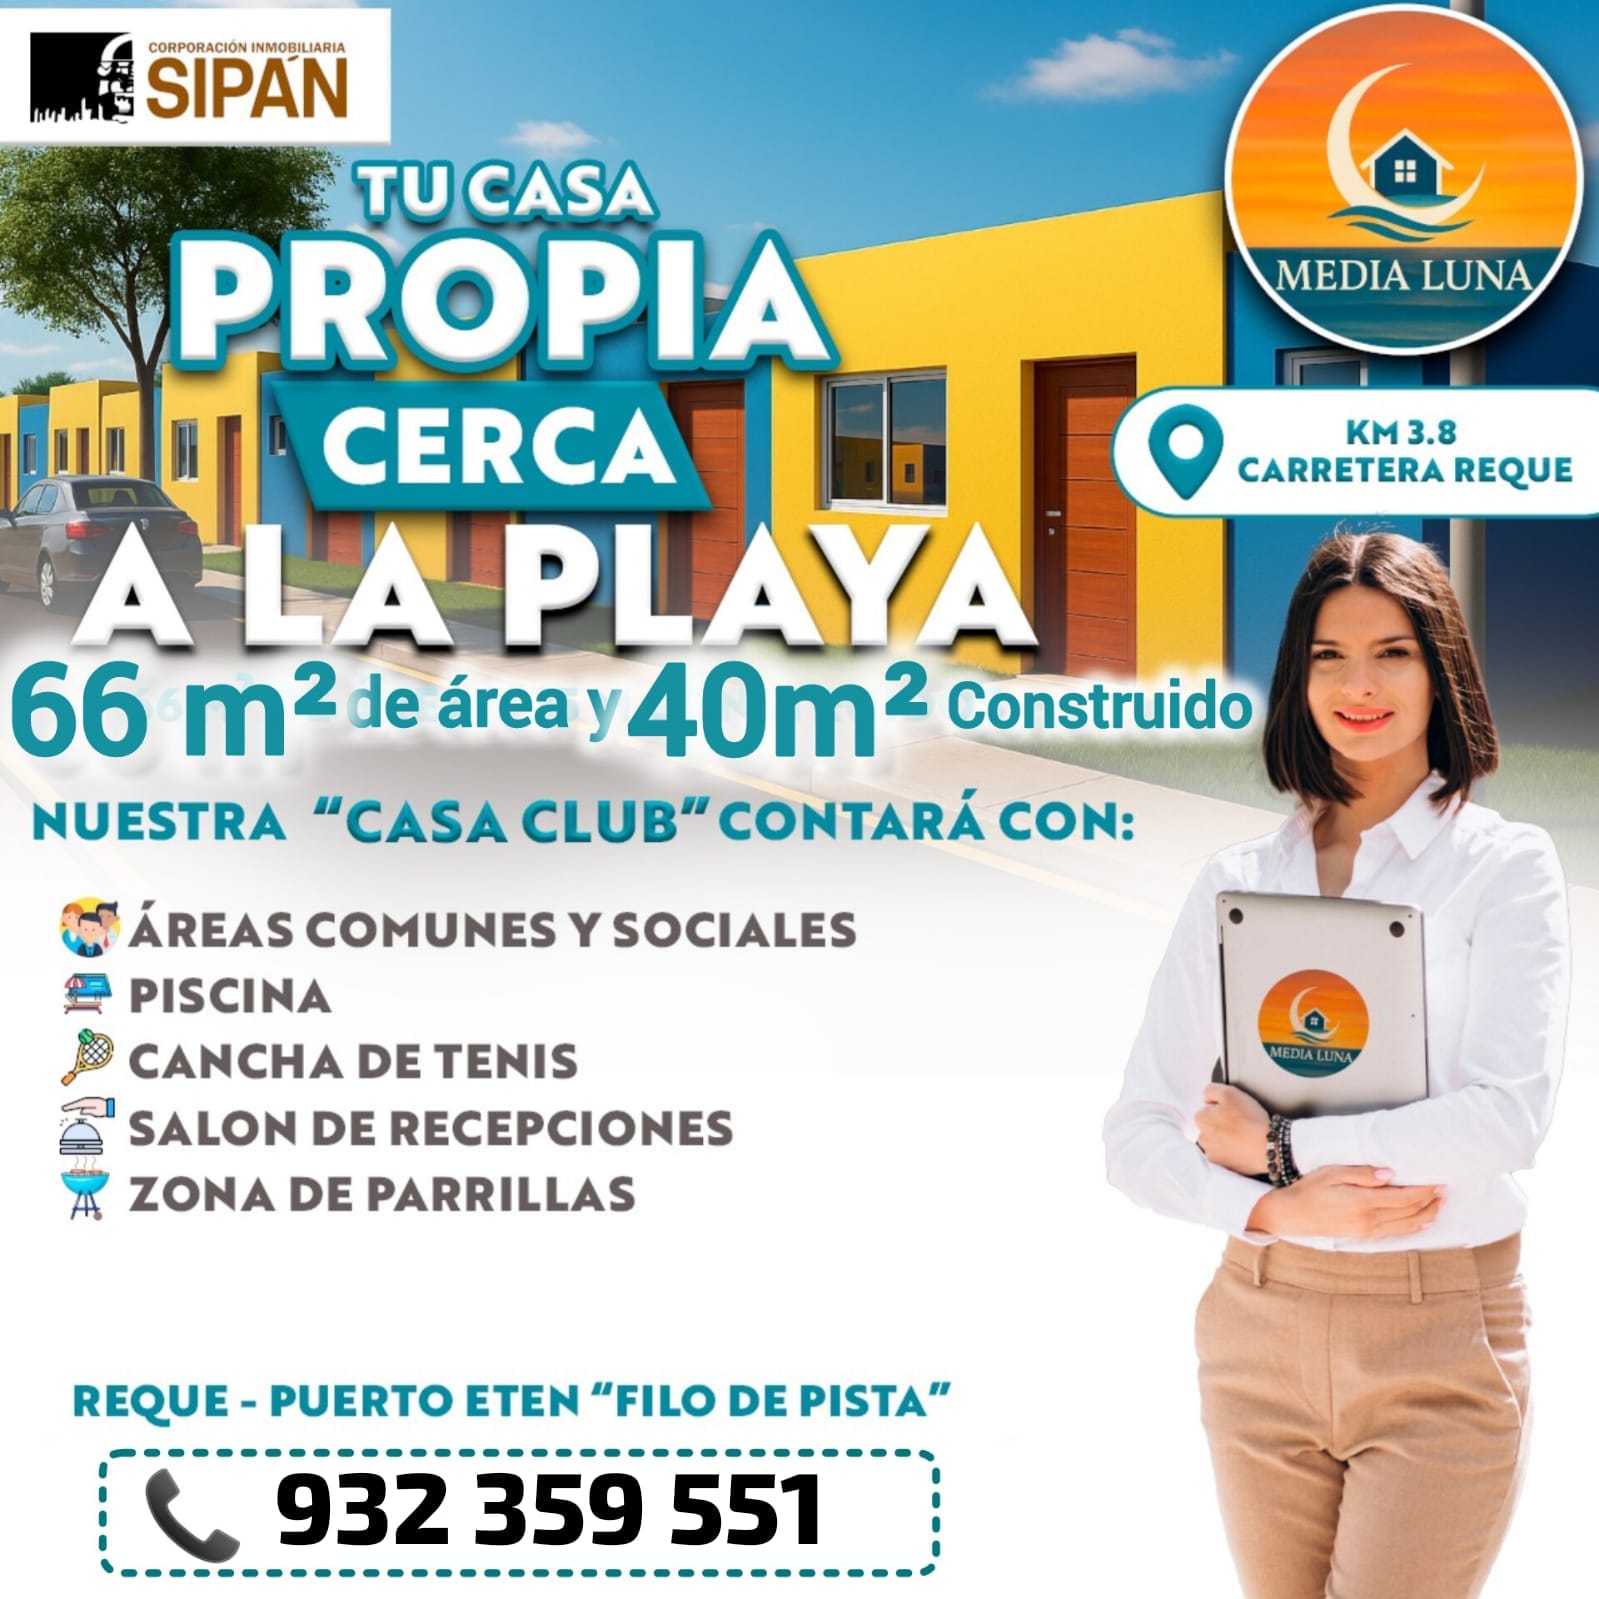 CORPORACIÓN INMOBILIARIA
SIPÁN
MEDIA LUNA
TU CASA
PROPIA
CERCA
A LA PLAYA
KM 3.8
CARRETERA REQUE
66 m² de área y 40m² Construido
NUESTRA "CASA CLUB" CONTARÁ CON:
ÁREAS COMUNES Y SOCIALES
PISCINA
CANCHA DE TENIS
SALON DE RECEPCIONES
ZONA DE PARRILLAS
MEDIA LUNA
REQUE - PUERTO ETEN "FILO DE PISTA"
932 359 551